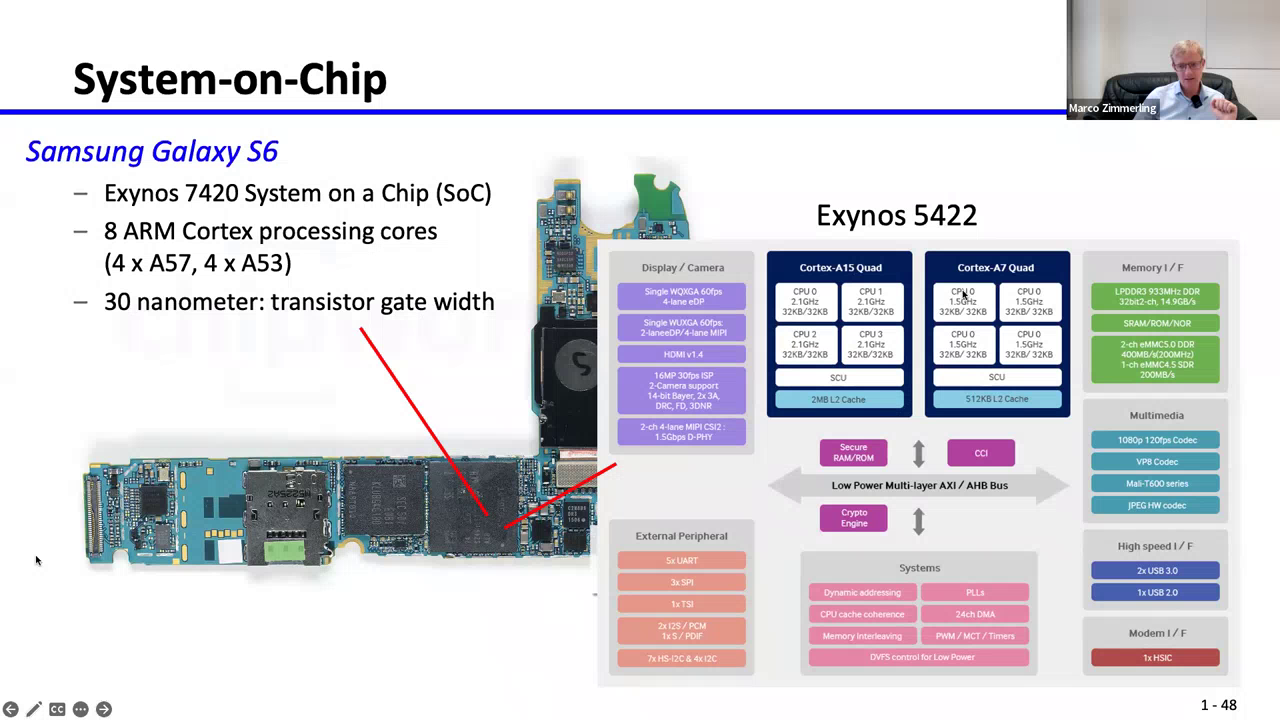 System-on-Chip
Marco Zimmerling
Samsung Galaxy S6
– Exynos 7420 System on a Chip (SoC)
– 8 ARM Cortex processing cores
(4 x A57, 4 x A53)
– 30 nanometer: transistor gate width
Exynos 5422
Display / Camera
Single WQXGA 60fps
4-lane eDP
Single WUXGA 60fps:
2-laneeDP/4-lane MIPI
HDMI v1.4
16MP 30fps ISP
2-Camera support
14-bit Bayer, 2x 3A,
DRC, FD, 3DNR
2-ch 4-lane MIPI CSI2 :
1.5Gbps D-PHY
Cortex-A15 Quad
CPU 0
2.1GHz
32KB/32KB
CPU 1
2.1GHz
32KB/32KB
CPU 2
2.1GHz
32KB/32KB
CPU 3
2.1GHz
32KB/32KB
SCU
2MB L2 Cache
Cortex-A7 Quad
CPU 0
1.5GHz
32KB/ 32KB
CPU 0
1.5GHz
32KB/ 32KB
CPU 0
1.5GHz
32KB/ 32KB
CPU 0
1.5GHz
32KB/ 32KB
SCU
512KB L2 Cache
Memory I / F
LPDDR3 933MHz DDR
32bit2-ch, 14.9GB/s
SRAM/ROM/NOR
2-ch eMMC5.0 DDR
400MB/s(200MHz)
1-ch eMMC4.5 SDR
200MB/s
Multimedia
1080p 120fps Codec
VP8 Codec
Mali-T600 series
JPEG HW codec
Secure
RAM/ROM
CCI
Low Power Multi-layer AXI / AHB Bus
Crypto
Engine
External Peripheral
5x UART
3x SPI
1x TSI
2x I2S / PCM
1x S / PDIF
7x HS-I2C & 4x I2C
Systems
Dynamic addressing
PLLs
CPU cache coherence
24ch DMA
Memory Interleaving
PWM / MCT / Timers
DVFS control for Low Power
High speed I / F
2x USB 3.0
1x USB 2.0
Modem I / F
1x HSIC
CC
1 - 48